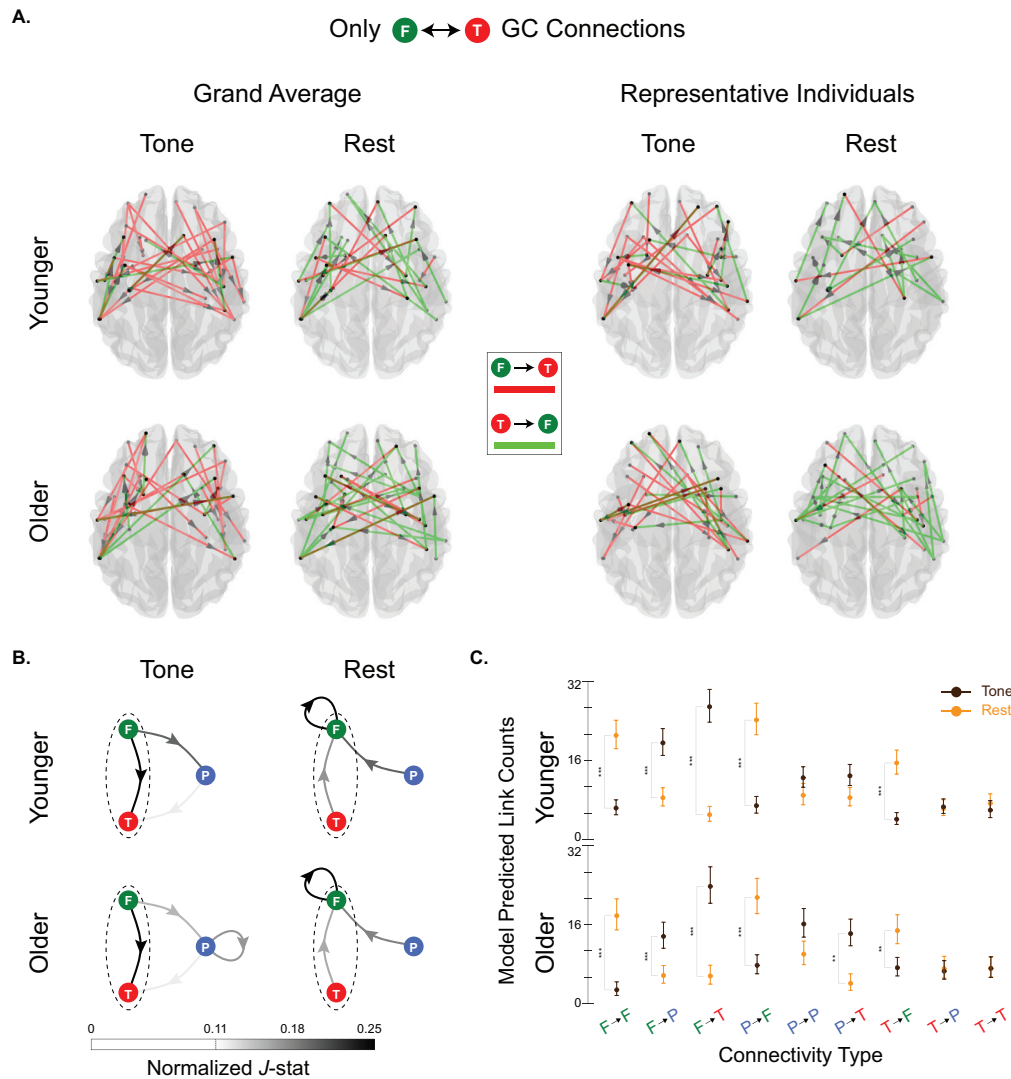 A.
Only F T GC Connections
Grand Average Representative Individuals
Tone Rest Tone Rest
Younger
F T
T F
Older
B.
Tone Rest
Younger
F P T
F P T
Older
F P T
F P T
0 0.11 0.18 0.25
Normalized J-stat
C.
Tone
Rest
Model Predicted Link Counts
Younger
32
16
0
*** *** *** *** ***
Older
32
16
0
*** *** *** *** ** **
F→F F→P F→T P→F P→P P→T T→F T→P T→T
Connectivity Type